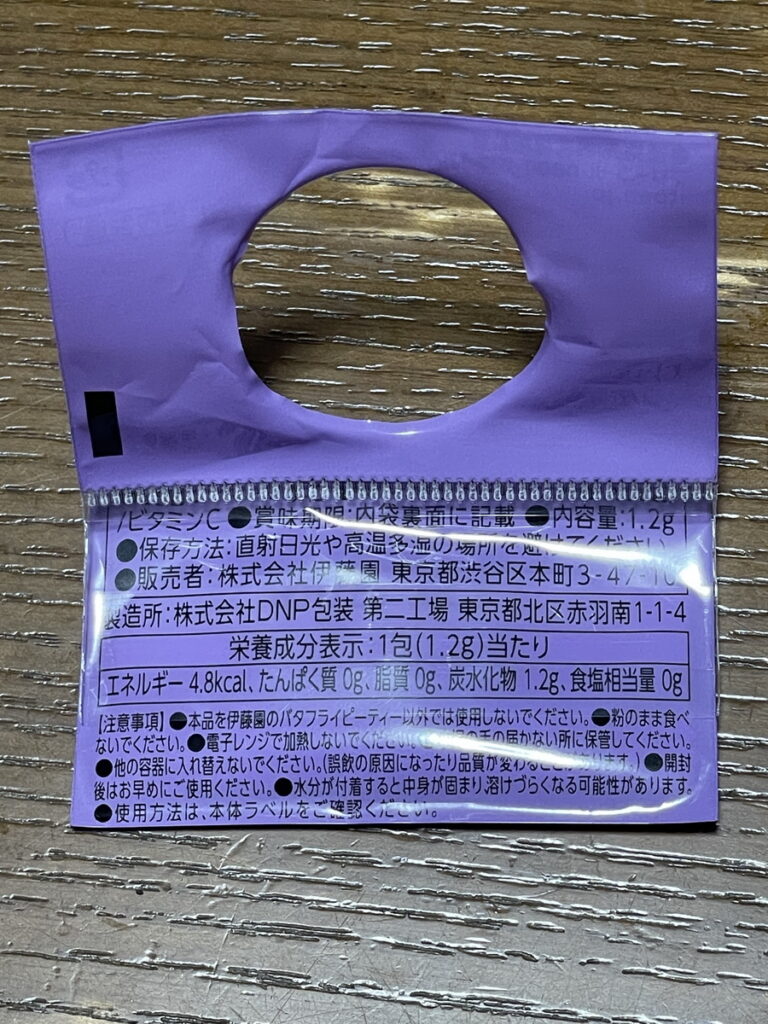 /ビタミンC ●賞味期限:内袋裏面に記載 ●内容量:1.2g
●保存方法:直射日光や高温多湿の場所を避けてください。
●販売者:株式会社伊藤園 東京都渋谷区本町3-47-10
製造所:株式会社DNP包装 第二工場 東京都北区赤羽南1-1-4
栄養成分表示:1包(1.2g)当たり
エネルギー 4.8kcal、たんぱく質 0g、脂質 0g、炭水化物 1.2g、食塩相当量 0g
【注意事項】●本品を伊藤園のバタフライピーティー以外では使用しないでください。●粉のまま食べ
ないでください。●電子レンジで加熱しないでください。の手の届かない所に保管してください。
●他の容器に入れ替えないでください。(誤飲の原因になったり品質が変わることがあります。)●開封
後はお早めにご使用ください。●水分が付着すると中身が固まり、溶けづらくなる可能性があります。
●使用方法は、本体ラベルをご確認ください。